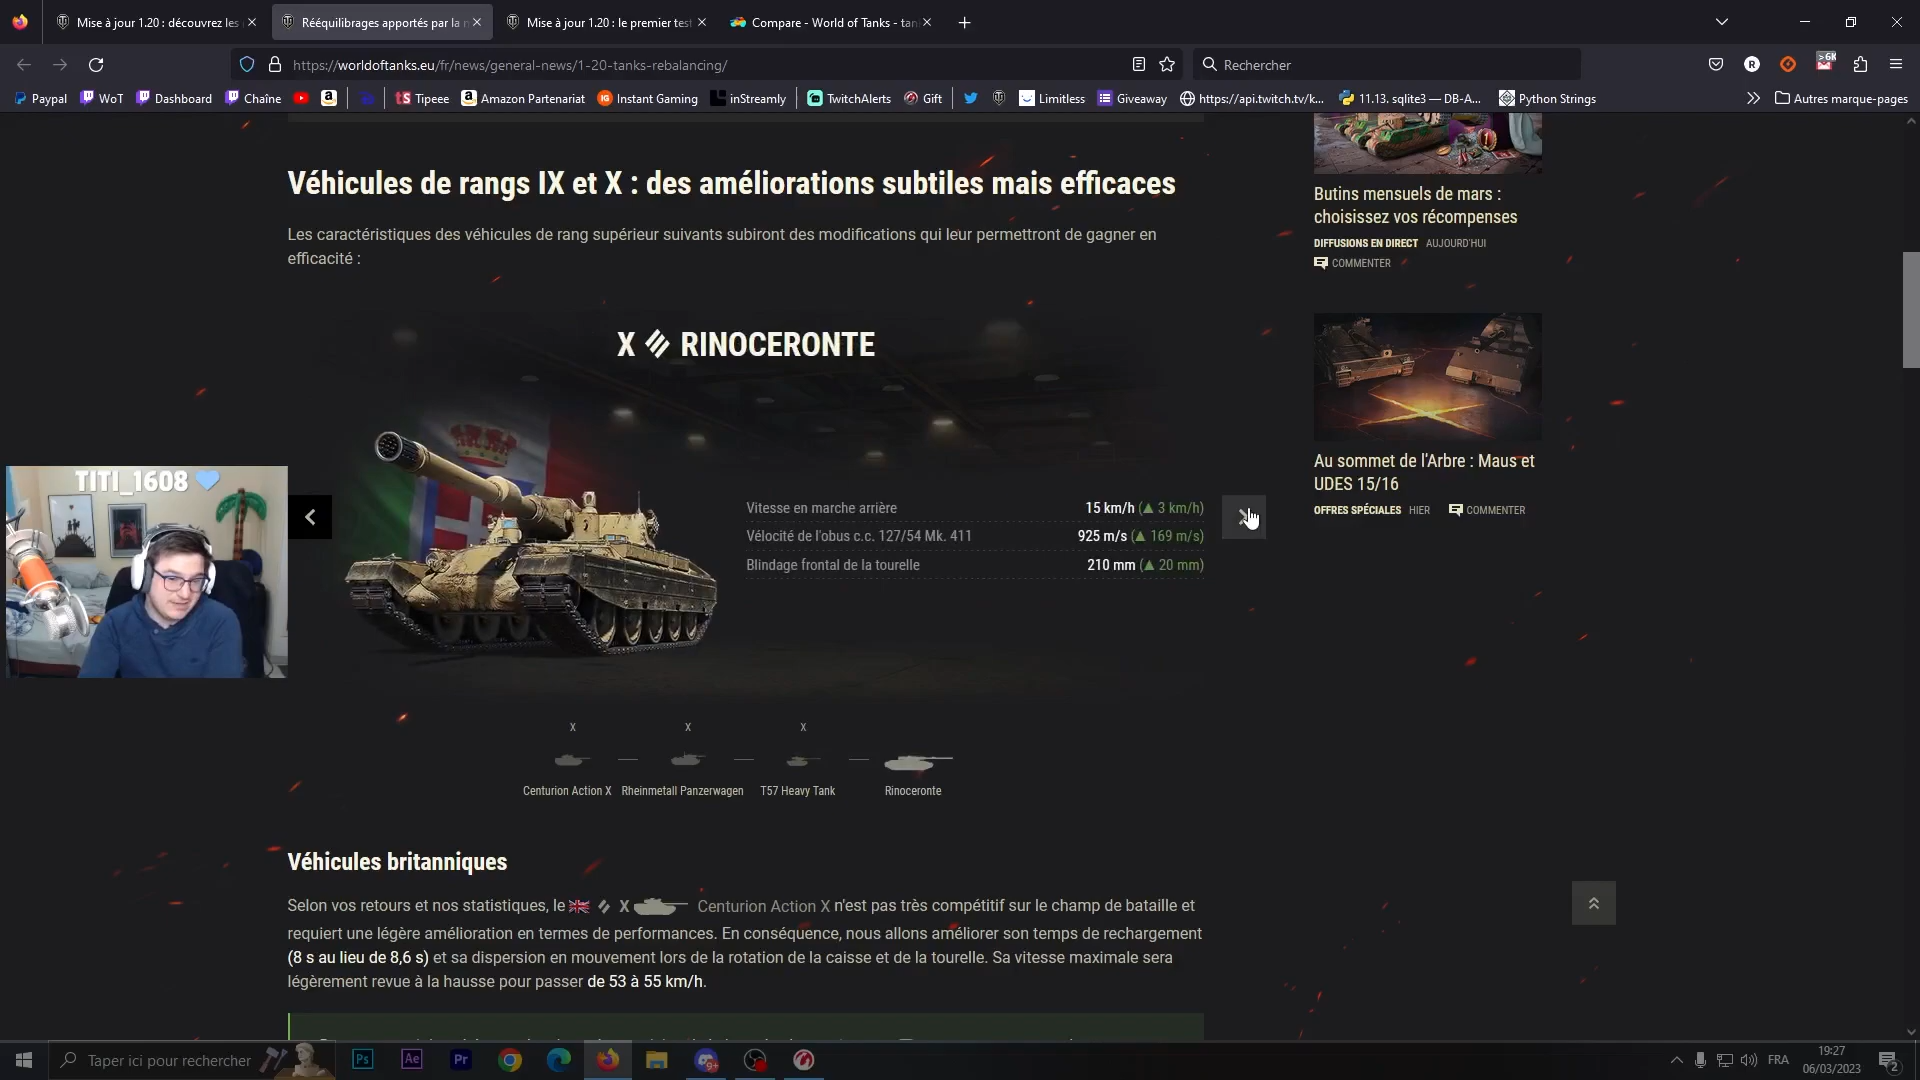 Mise à jour 1.20 : découvrez les
Rééquilibrages apportés par la
Mise à jour 1.20 : le premier test
Compare - World of Tanks - tan
https://worldoftanks.eu/fr/news/general-news/1-20-tanks-rebalancing/
Rechercher
>6K
Paypal
WoT
Dashboard
Chaîne
Tipeee
Amazon Partenariat
Instant Gaming
inStreamly
TwitchAlerts
Gift
Limitless
Giveaway
https://api.twitch.tv/k...
11.13. sqlite3 — DB-A...
Python Strings
Autres marque-pages
Véhicules de rangs IX et X : des améliorations subtiles mais efficaces
Les caractéristiques des véhicules de rang supérieur suivants subiront des modifications qui leur permettront de gagner en
efficacité :
X RINOCERONTE
Vitesse en marche arrière 15 km/h (▲ 3 km/h)
Vélocité de l'obus c.c. 127/54 Mk. 411 925 m/s (▲ 169 m/s)
Blindage frontal de la tourelle 210 mm (▲ 20 mm)
TITI_1608
X X X
Centurion Action X Rheinmetall Panzerwagen T57 Heavy Tank Rinoceronte
Véhicules britanniques
Selon vos retours et nos statistiques, le X Centurion Action X n'est pas très compétitif sur le champ de bataille et
requiert une légère amélioration en termes de performances. En conséquence, nous allons améliorer son temps de rechargement
(8 s au lieu de 8,6 s) et sa dispersion en mouvement lors de la rotation de la caisse et de la tourelle. Sa vitesse maximale sera
légèrement revue à la hausse pour passer de 53 à 55 km/h.
Butins mensuels de mars :
choisissez vos récompenses
DIFFUSIONS EN DIRECT AUJOURD'HUI
COMMENTER
Au sommet de l'Arbre : Maus et
UDES 15/16
OFFRES SPÉCIALES HIER COMMENTER
Taper ici pour rechercher
Ps
Ae
Pr
9+
FRA
19:27
06/03/2023
2